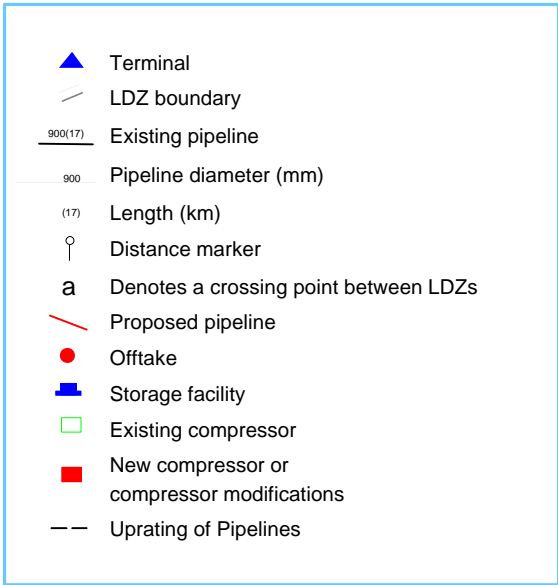 Terminal
LDZ boundary
900(17) Existing pipeline
900 Pipeline diameter (mm)
(17) Length (km)
Distance marker
a Denotes a crossing point between LDZs
Proposed pipeline
Offtake
Storage facility
Existing compressor
New compressor or
compressor modifications
Uprating of Pipelines